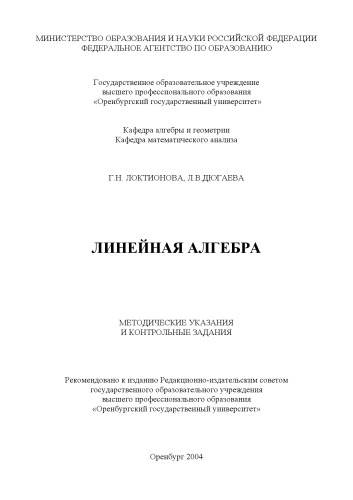 МИНИСТЕРСТВО ОБРАЗОВАНИЯ И НАУКИ РОССИЙСКОЙ ФЕДЕРАЦИИ
ФЕДЕРАЛЬНОЕ АГЕНТСТВО ПО ОБРАЗОВАНИЮ
Государственное образовательное учреждение
высшего профессионального образования
«Оренбургский государственный университет»
Кафедра алгебры и геометрии
Кафедра математического анализа
Г.Н. ЛОКТИОНОВА, Л.В.ДЮГАЕВА
ЛИНЕЙНАЯ АЛГЕБРА
МЕТОДИЧЕСКИЕ УКАЗАНИЯ
И КОНТРОЛЬНЫЕ ЗАДАНИЯ
Рекомендовано к изданию Редакционно-издательским советом
государственного образовательного учреждения
высшего профессионального образования
«Оренбургский государственный университет»
Оренбург 2004